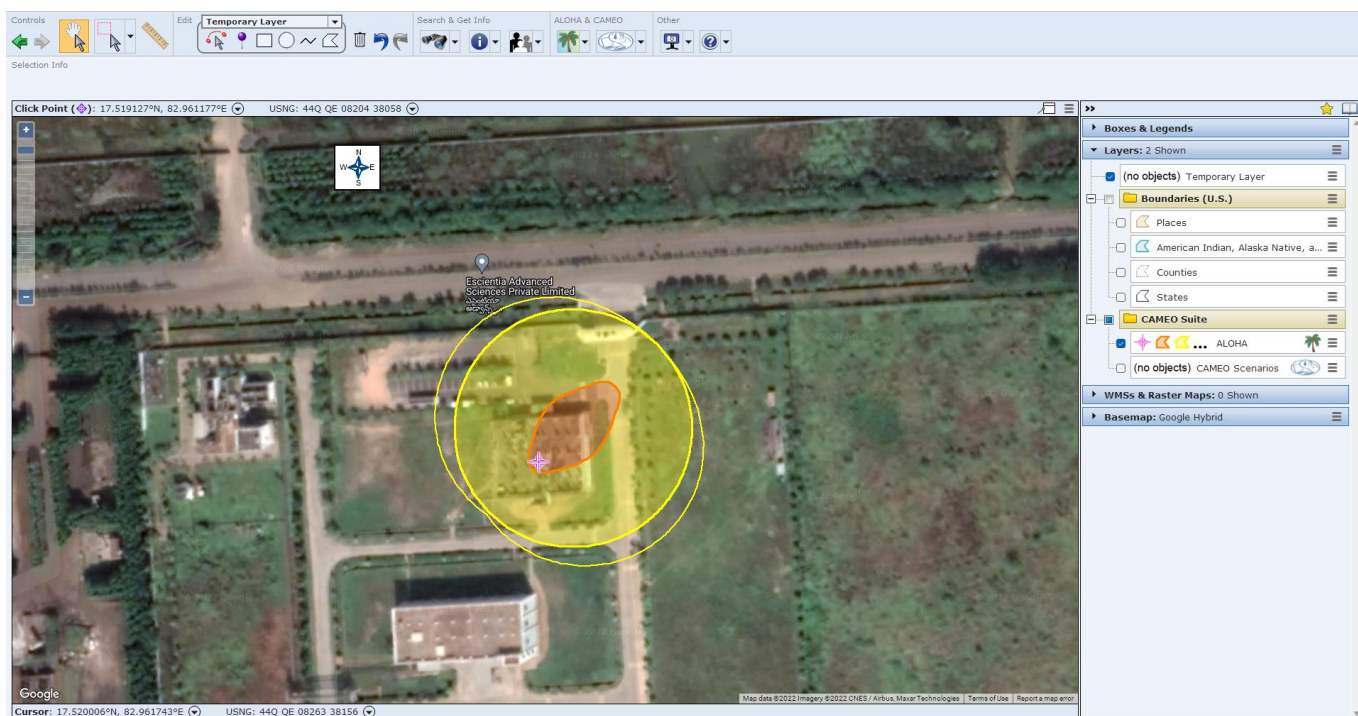 Controls
Edit
Temporary Layer
Search & Get Info
ALOHA & CAMEO
Other
Selection Info
Click Point ( ): 17.519127ºN, 82.961177ºE
USNG: 44Q QE 08204 38058
N
W E
S
Escientia Advanced
Sciences Private Limited
Google
Map data ©2022 Imagery ©2022 CNES / Airbus, Maxar Technologies
Terms of Use
Report a map error
Cursor: 17.520006ºN, 82.961743ºE
USNG: 44Q QE 08263 38156
Boxes & Legends
Layers: 2 Shown
(no objects) Temporary Layer
Boundaries (U.S.)
Places
American Indian, Alaska Native, a...
Counties
States
CAMEO Suite
... ALOHA
(no objects) CAMEO Scenarios
WMSs & Raster Maps: 0 Shown
Basemap: Google Hybrid